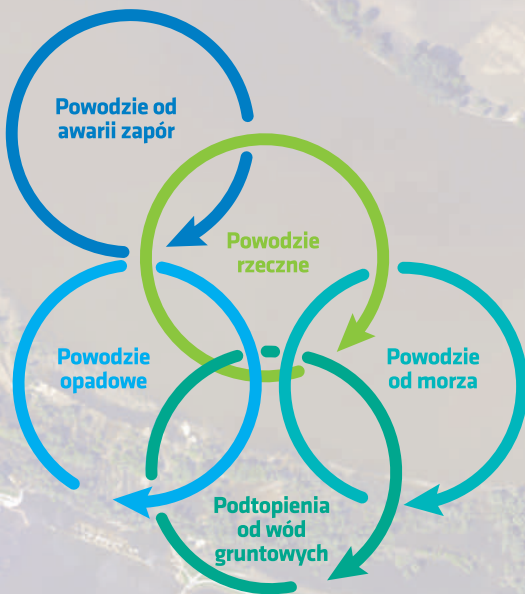 Powodzie od
awarii zapór
Powodzie
rzeczne
Powodzie
opadowe
Powodzie
od morza
Podtopienia
od wód
gruntowych